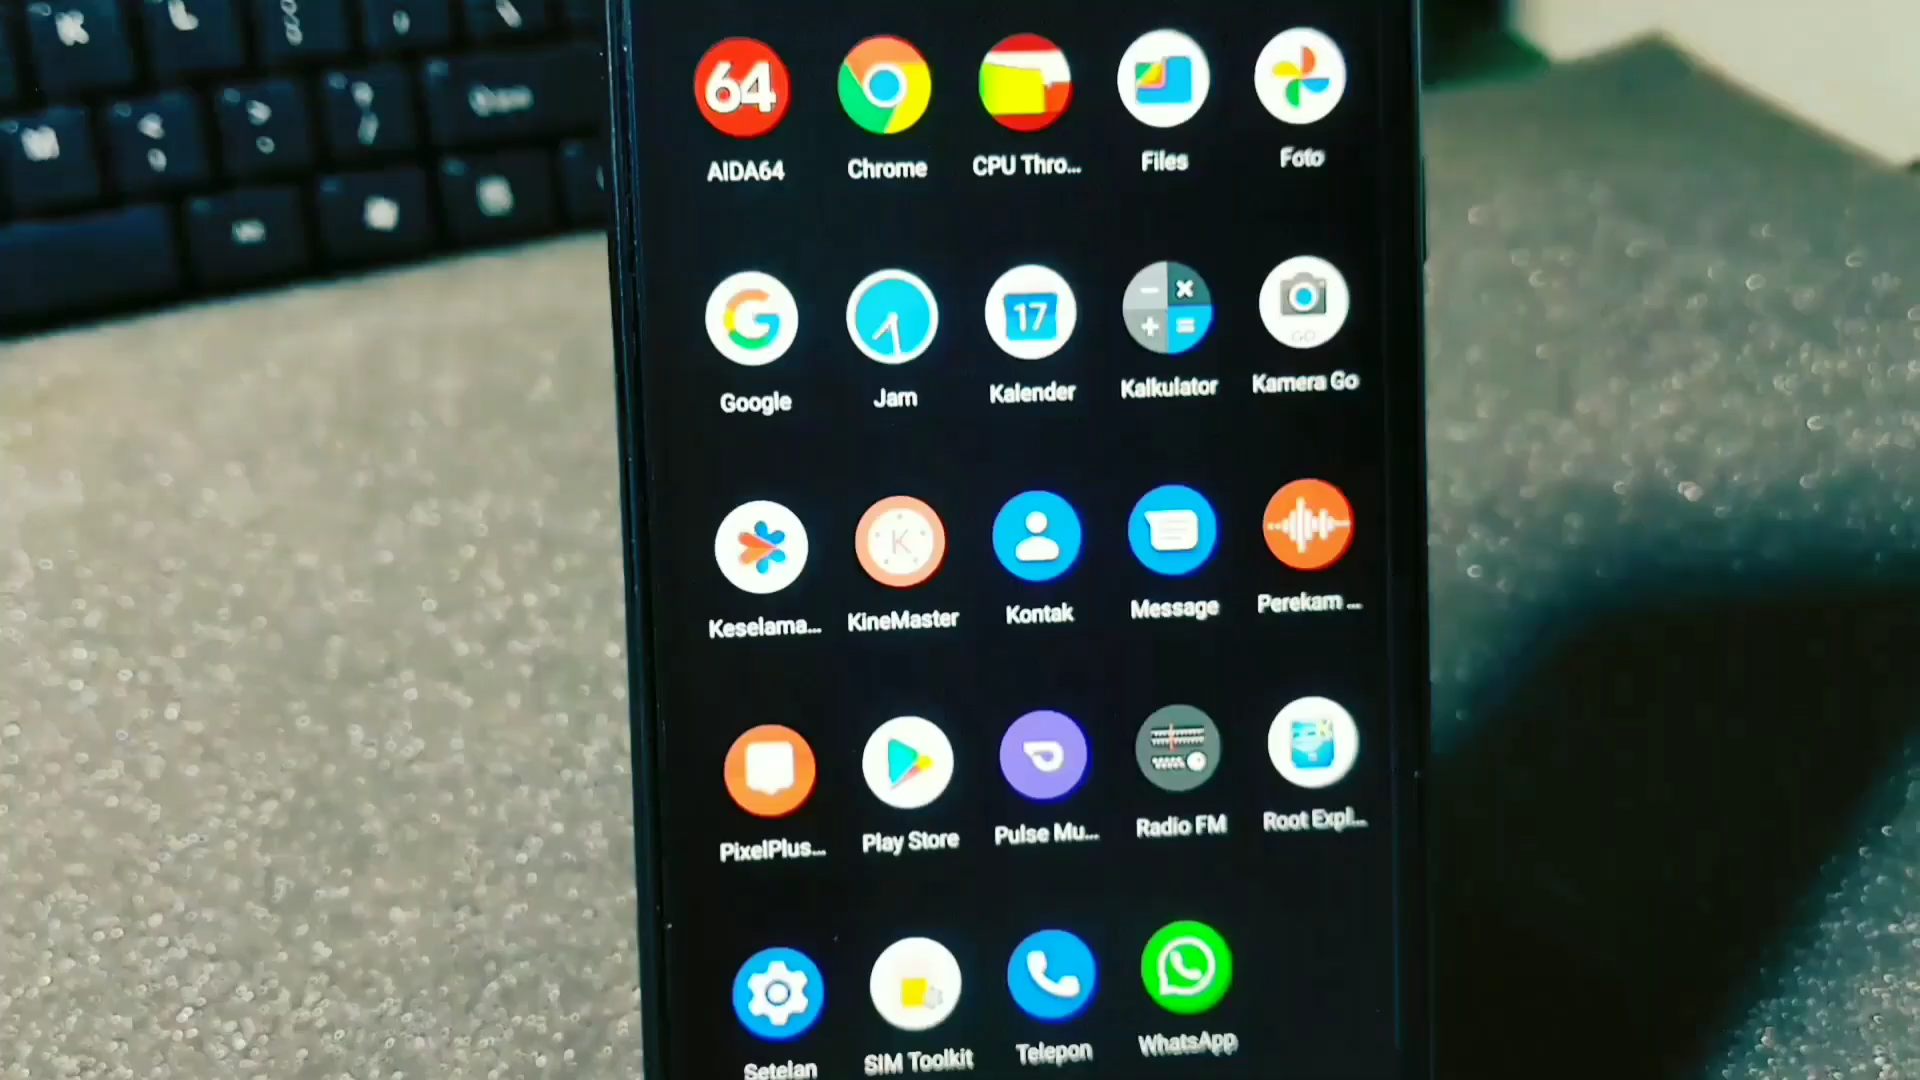 K L
M
64
AIDA64 Chrome CPU Thro... Files Foto
17
GO
Google Jam Kalender Kalkulator Kamera Go
K
Keselama... KineMaster Kontak Message Perekam ...
PixelPlus... Play Store Pulse Mu... Radio FM Root Expl...
Setelan SIM Toolkit Telepon WhatsApp